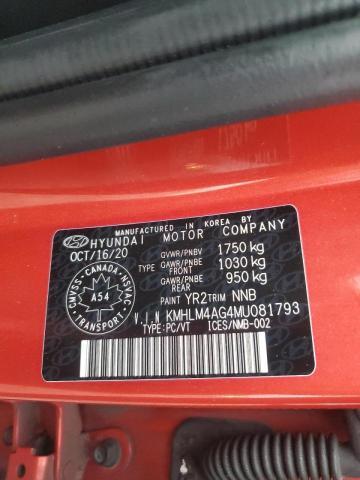 MANUFACTURED IN KOREA BY
HYUNDAI MOTOR COMPANY
OCT/16/20 GVWR/PNBV 1750 kg
TYPE GAWR/PNBE FRONT 1030 kg
GAWR/PNBE REAR 950 kg
PAINT YR2 TRIM NNB
V.I.N KMHLM4AG4MU081793
TYPE:PC/VT ICES/NMB-002
CANADA
CMVSS NSVAC
A54
TRANSPORT